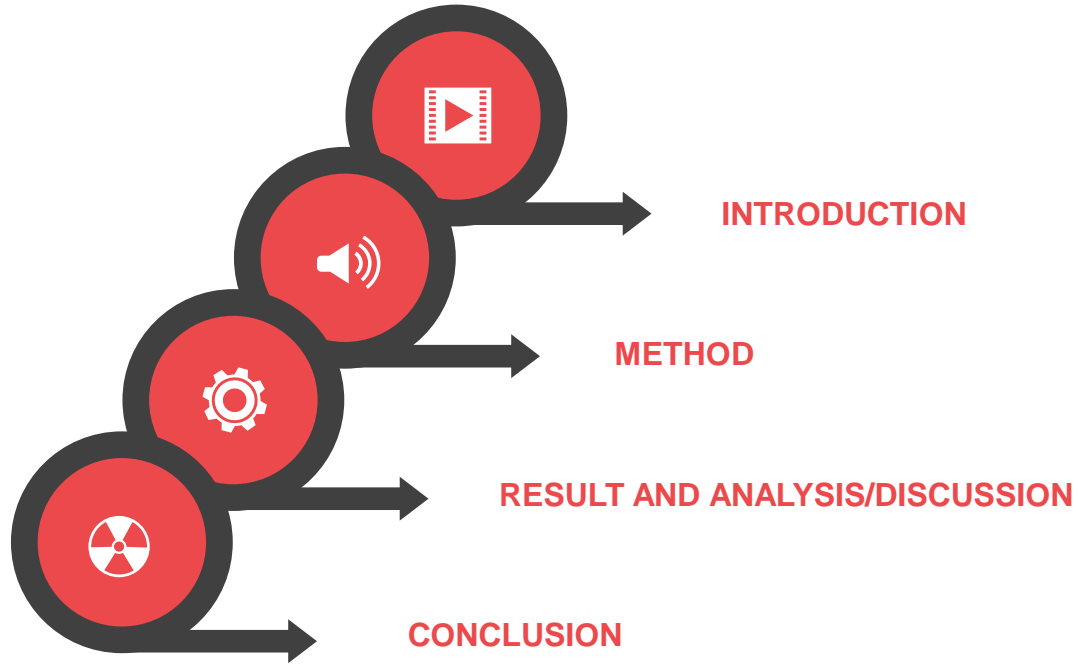 INTRODUCTION
METHOD
RESULT AND ANALYSIS/DISCUSSION
CONCLUSION